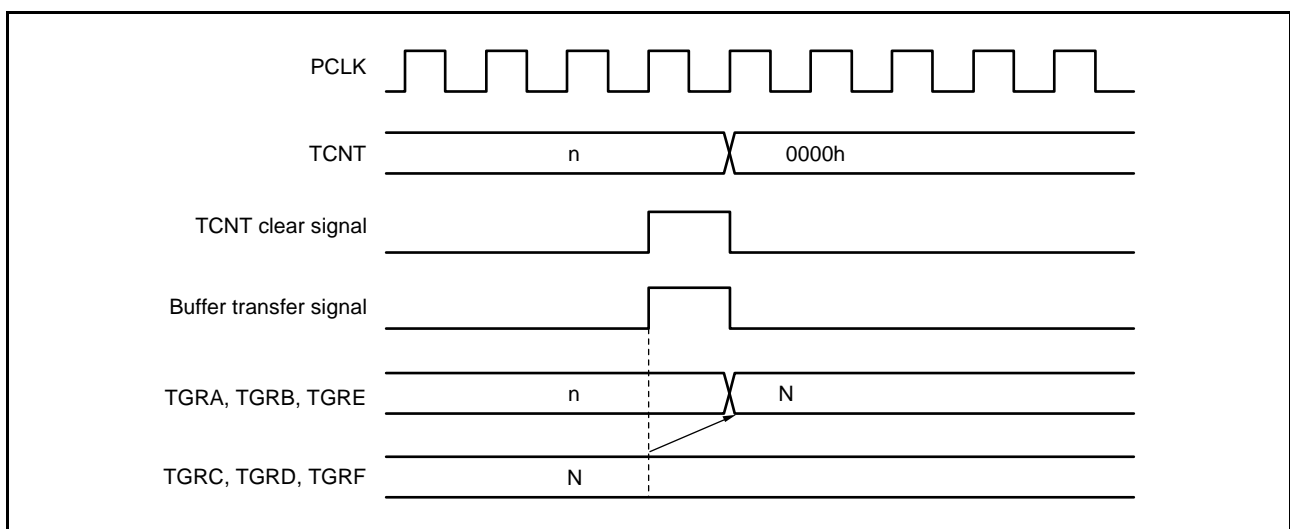 PCLK
TCNT n 0000h
TCNT clear signal
Buffer transfer signal
TGRA, TGRB, TGRE n N
TGRC, TGRD, TGRF N